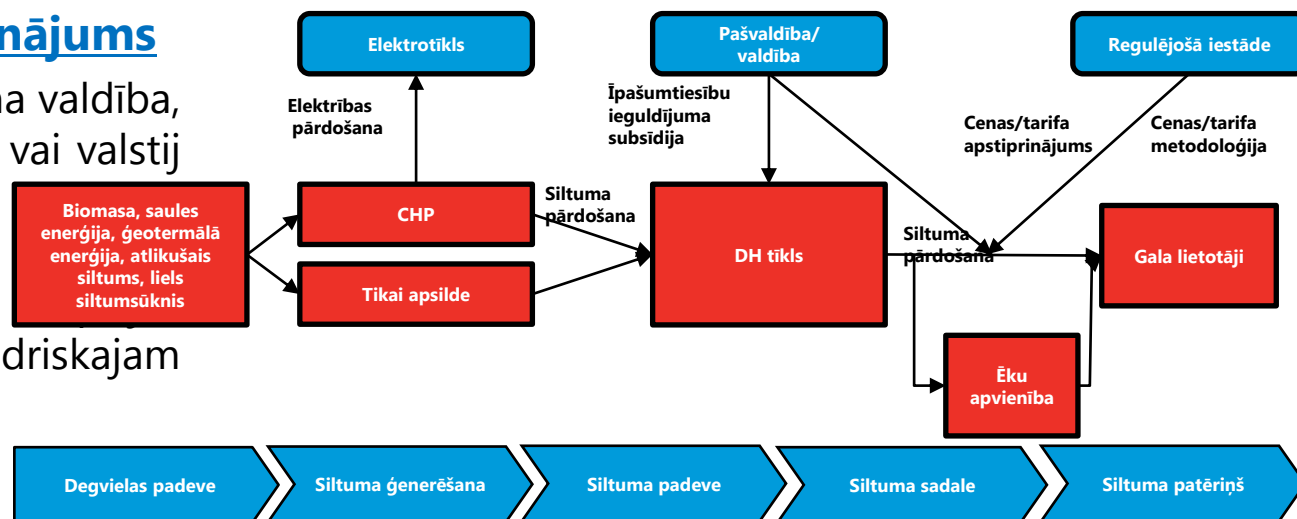 nājums
na valdība,
vai valstij
driskajam
Elektrotīkls
Pašvaldība/
valdība
Regulējošā iestāde
Elektrības
pārdošana
Īpašumtiesību
ieguldījuma
subsīdija
Cenas/tarifa
apstiprinājums
Cenas/tarifa
metodoloģija
Biomasa, saules
enerģija, ģeotermālā
enerģija, atlikušais
siltums, liels
siltumsūknis
CHP
Tikai apsilde
Siltuma
pārdošana
DH tīkls
Siltuma
pārdošana
Gala lietotāji
Ēku
apvienība
Degvielas padeve
Siltuma ģenerēšana
Siltuma padeve
Siltuma sadale
Siltuma patēriņš